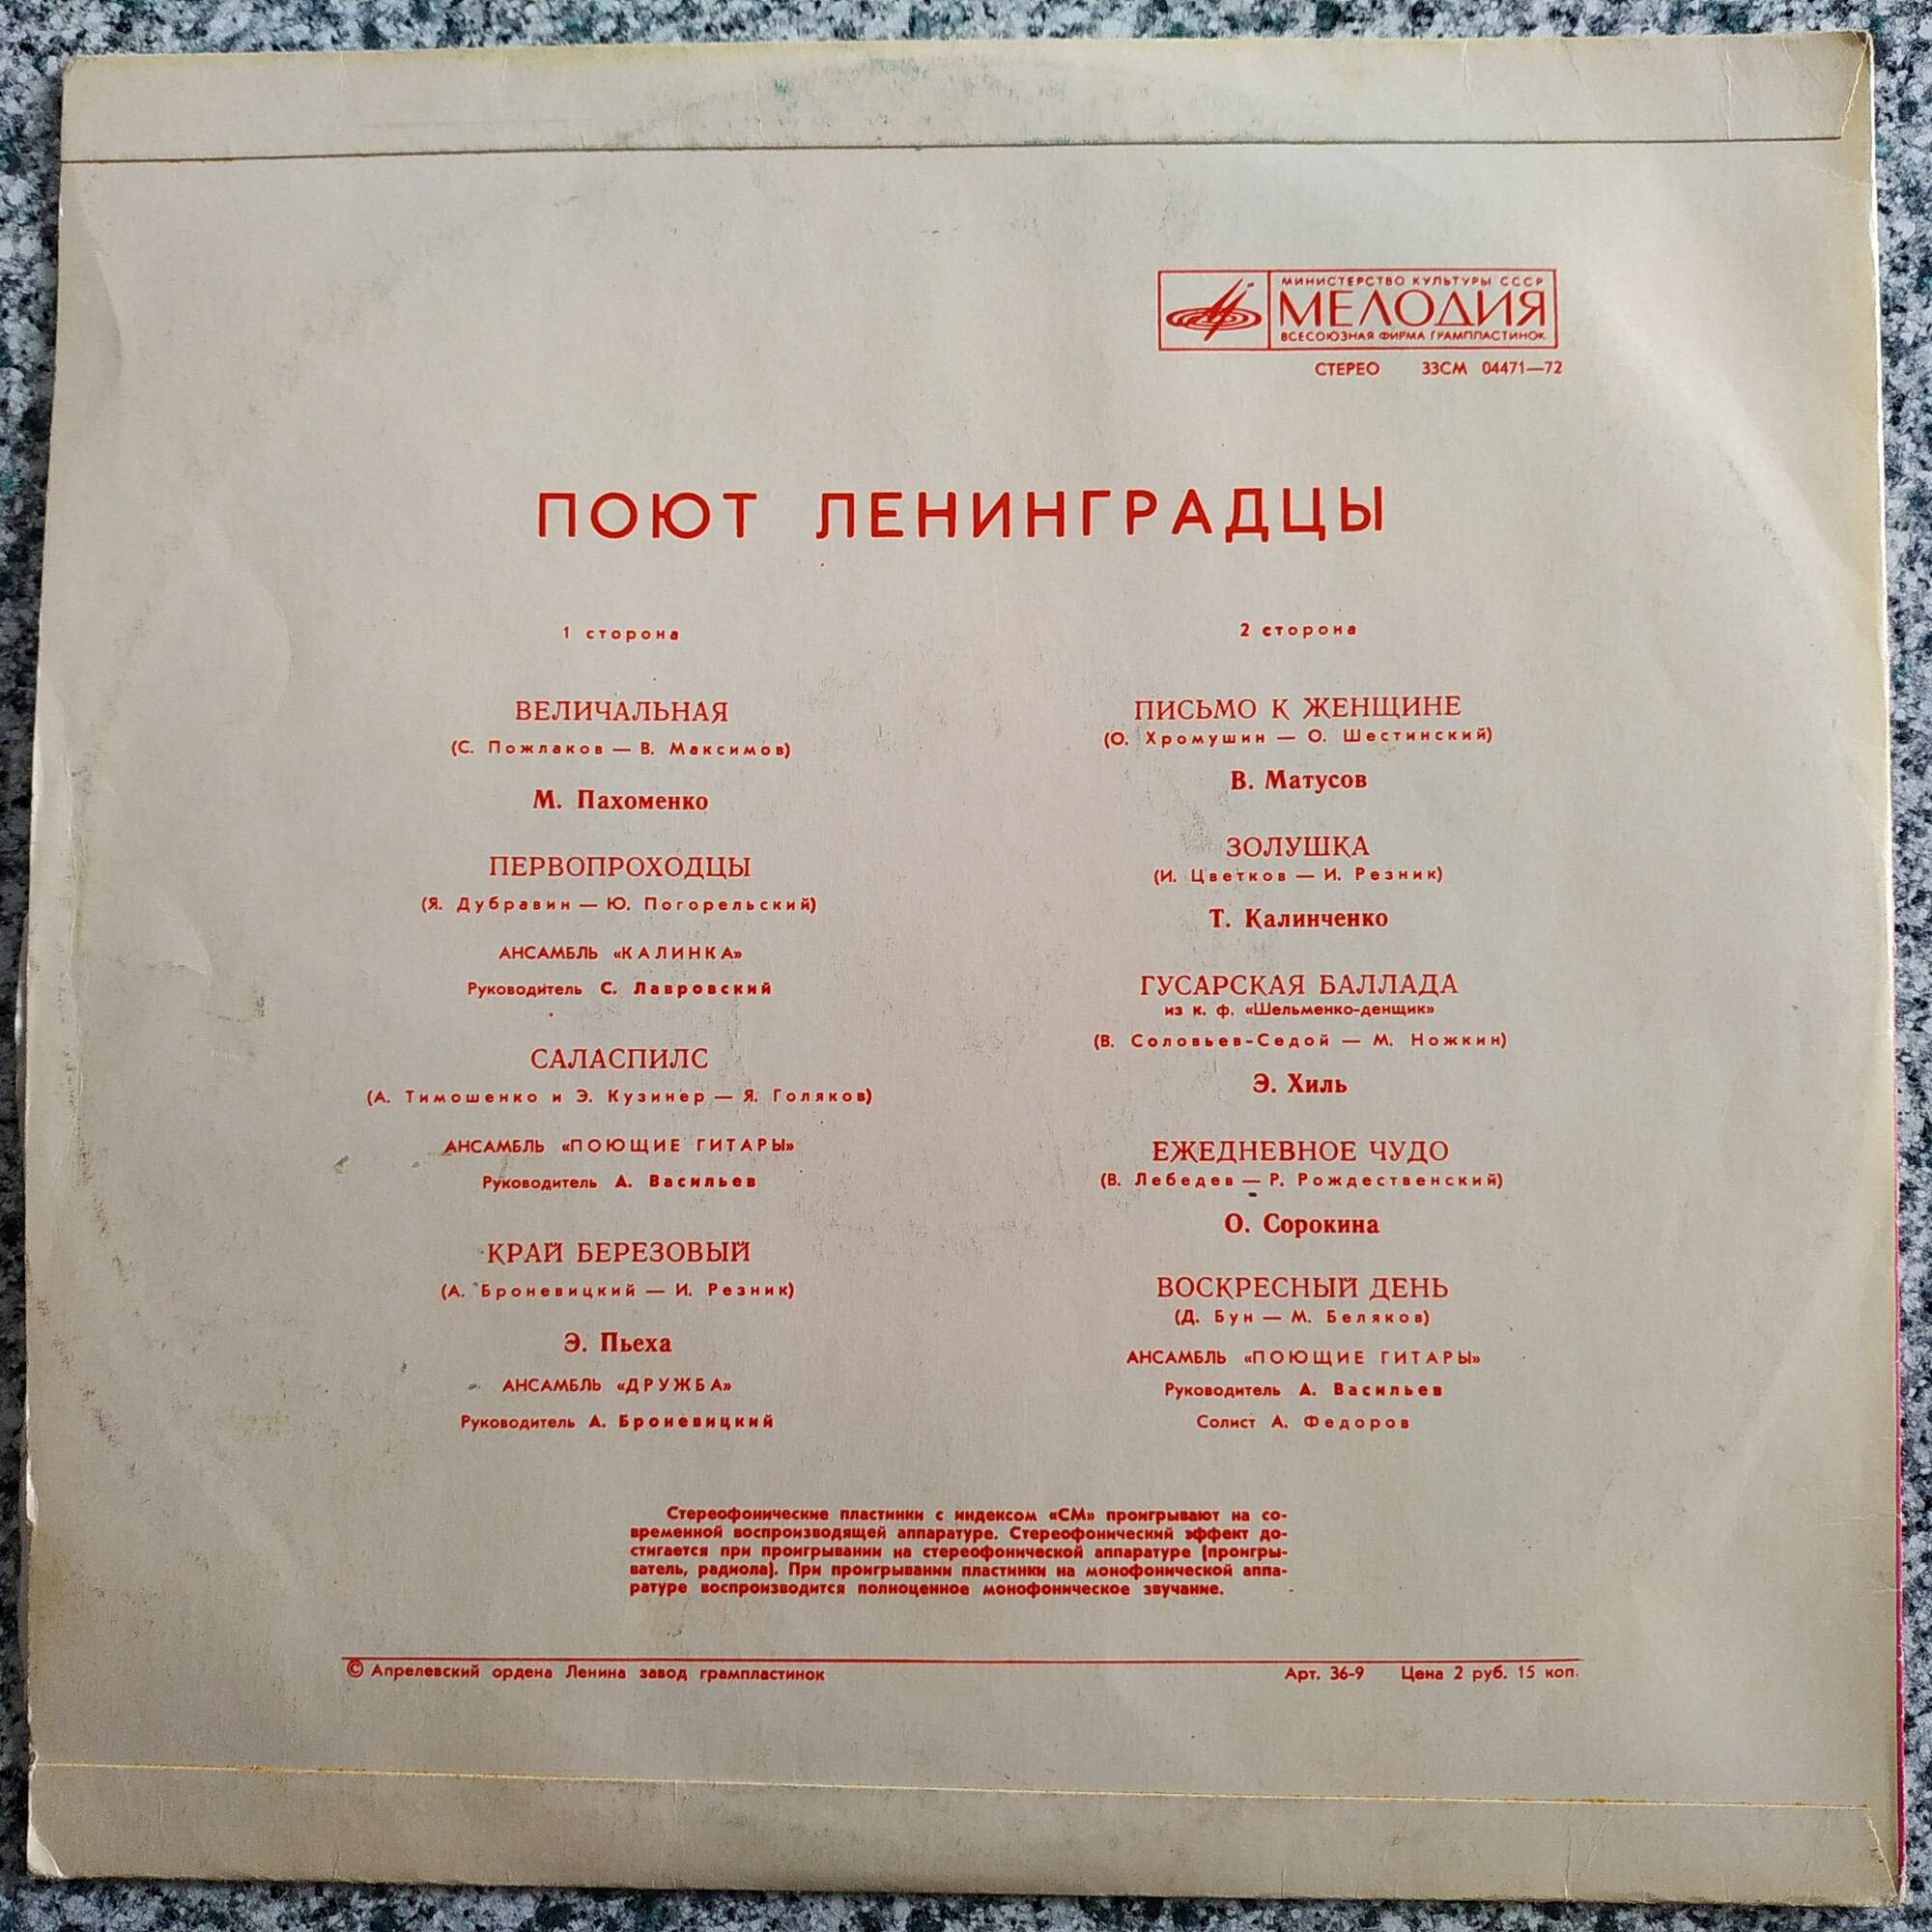 МИНИСТЕРСТВО КУЛЬТУРЫ СССР
МЕЛОДИЯ
ВСЕСОЮЗНАЯ ФИРМА ГРАМПЛАСТИНОК
СТЕРЕО 33СМ 04471—72
ПОЮТ ЛЕНИНГРАДЦЫ
1 сторона
ВЕЛИЧАЛЬНАЯ
(С. Пожлаков — В. Максимов)
М. Пахоменко
ПЕРВОПРОХОДЦЫ
(Я. Дубравин — Ю. Погорельский)
АНСАМБЛЬ «КАЛИНКА»
Руководитель С. Лавровский
САЛАСПИЛС
(А. Тимошенко и Э. Кузинер — Я. Голяков)
АНСАМБЛЬ «ПОЮЩИЕ ГИТАРЫ»
Руководитель А. Васильев
КРАЙ БЕРЕЗОВЫЙ
(А. Броневицкий — И. Резник)
Э. Пьеха
АНСАМБЛЬ «ДРУЖБА»
Руководитель А. Броневицкий
2 сторона
ПИСЬМО К ЖЕНЩИНЕ
(О. Хромушин — О. Шестинский)
В. Матусов
ЗОЛУШКА
(И. Цветков — И. Резник)
Т. Калинченко
ГУСАРСКАЯ БАЛЛАДА
из к. ф. «Шельменко-денщик»
(В. Соловьев-Седой — М. Ножкин)
Э. Хиль
ЕЖЕДНЕВНОЕ ЧУДО
(В. Лебедев — Р. Рождественский)
О. Сорокина
ВОСКРЕСНЫЙ ДЕНЬ
(Д. Бун — М. Беляков)
АНСАМБЛЬ «ПОЮЩИЕ ГИТАРЫ»
Руководитель А. Васильев
Солист А. Федоров
Стереофонические пластинки с индексом «СМ» проигрывают на со-
временной воспроизводящей аппаратуре. Стереофонический эффект до-
стигается при проигрывании на стереофонической аппаратуре (проигры-
ватель, радиола). При проигрывании пластинки на монофонической аппа-
ратуре воспроизводится полноценное монофоническое звучание.
© Апрелевский ордена Ленина завод грампластинок
Арт. 36-9 Цена 2 руб. 15 коп.